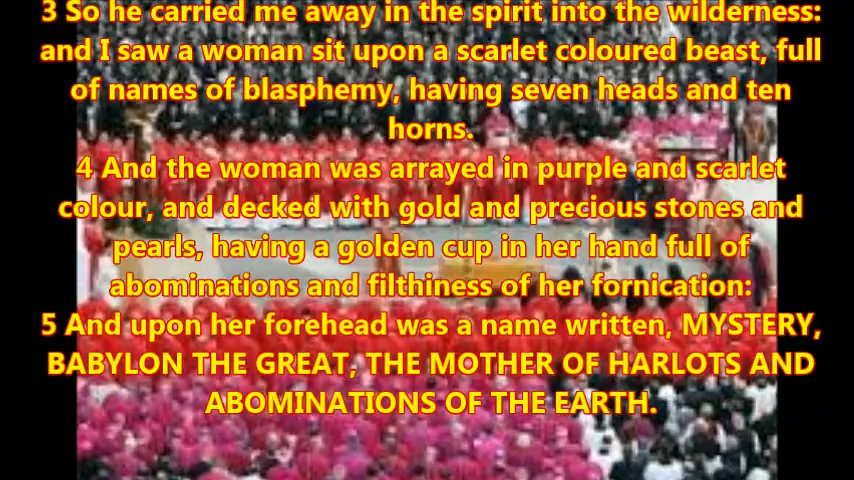 3 So he carried me away in the spirit into the wilderness:
and I saw a woman sit upon a scarlet coloured beast, full
of names of blasphemy, having seven heads and ten
horns.
4 And the woman was arrayed in purple and scarlet
colour, and decked with gold and precious stones and
pearls, having a golden cup in her hand full of
abominations and filthiness of her fornication:
5 And upon her forehead was a name written, MYSTERY,
BABYLON THE GREAT, THE MOTHER OF HARLOTS AND
ABOMINATIONS OF THE EARTH.